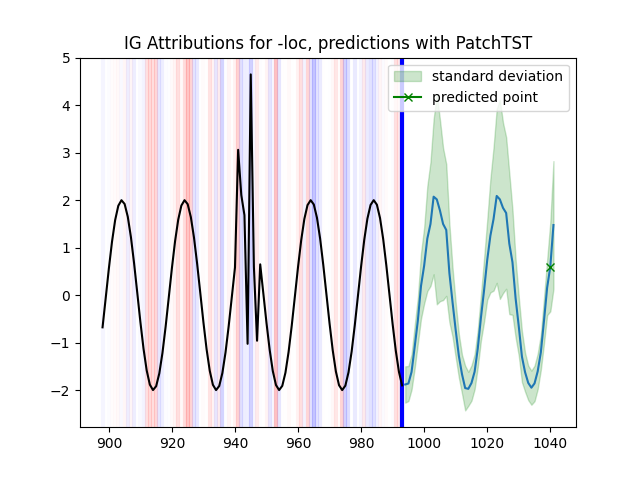 IG Attributions for -loc, predictions with PatchTST
standard deviation
predicted point
5
4
3
2
1
0
−1
−2
900 920 940 960 980 1000 1020 1040